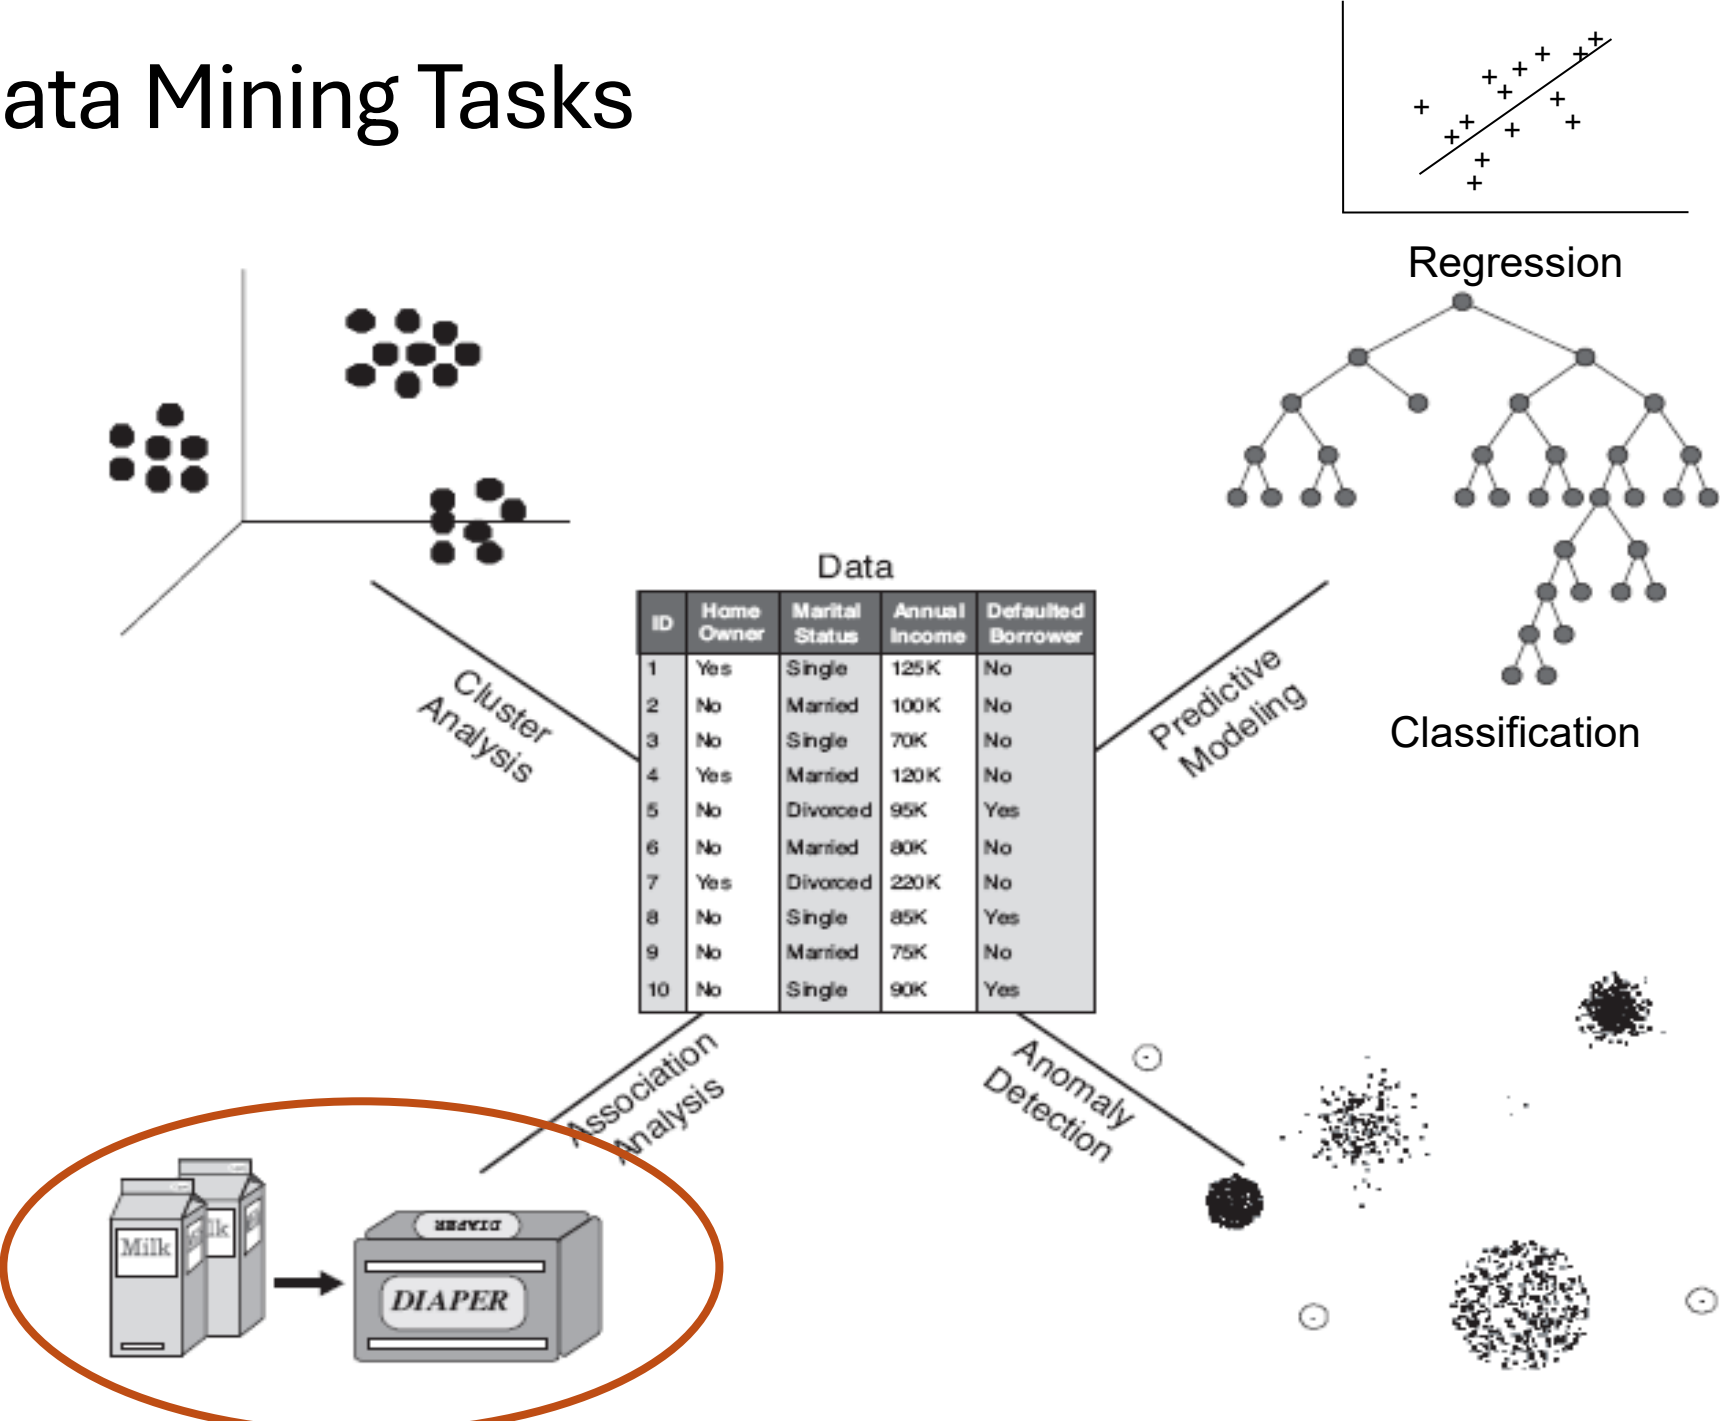 ata Mining Tasks
Regression
Classification
Cluster
Analysis
Predictive
Modeling
Data
ID Home Owner Marital Status Annual Income Defaulted Borrower
1 Yes Single 125K No
2 No Married 100K No
3 No Single 70K No
4 Yes Married 120K No
5 No Divorced 95K Yes
6 No Married 80K No
7 Yes Divorced 220K No
8 No Single 85K Yes
9 No Married 75K No
10 No Single 90K Yes
Association
Analysis
Anomaly
Detection
Milk
lk
DIAPER
DIAPER